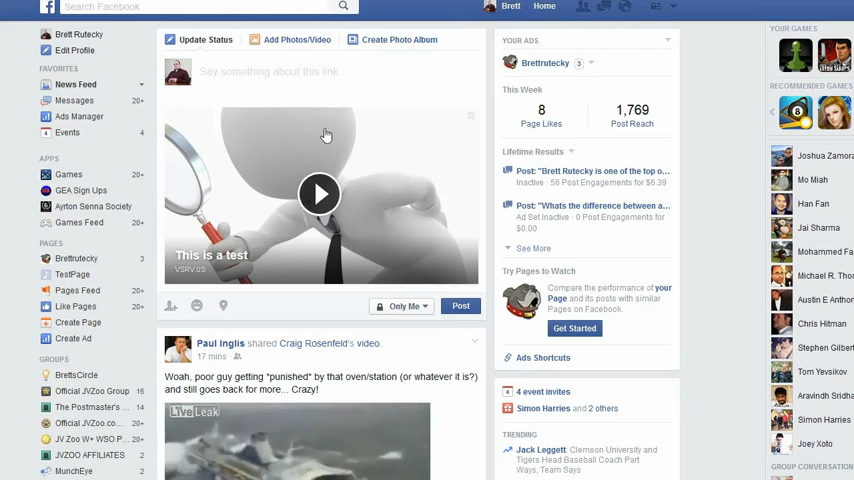 Search Facebook
Brett Home
Brett Rutecky
Edit Profile
FAVORITES
News Feed
Messages 20+
Ads Manager
Events 4
APPS
Games 20+
GEA Sign Ups
Ayrton Senna Society
Games Feed 20+
PAGES
Brettrutecky 3
TestPage
Pages Feed 20+
Like Pages 20+
Create Page
Create Ad
GROUPS
BrettsCircle
Official JVZoo Group 16
The Postmaster's ... 14
Official JVZoo.co... 20+
JV Zoo W+ WSO P... 20+
JVZOO AFFILIATES 2
MunchEye 2
Update Status Add Photos/Video Create Photo Album
Say something about this link...
This is a test
VSRV.US
Only Me Post
Paul Inglis shared Craig Rosenfeld's video.
17 mins ·
Woah, poor guy getting *punished* by that oven/station (or whatever it is?)
and still goes back for more... Crazy!
LiveLeak
YOUR ADS
Brettrutecky 3
This Week
8 1,769
Page Likes Post Reach
Lifetime Results
Post: "Brett Rutecky is one of the top o...
Inactive · 56 Post Engagements for $6.39
Post: "Whats the difference between a...
Ad Set Inactive · 0 Post Engagements for
$0.00
See More
Try Pages to Watch
Compare the performance of your
Page and its posts with similar
Pages on Facebook.
Get Started
Ads Shortcuts
4 event invites
Simon Harries and 2 others
TRENDING
Jack Leggett: Clemson University and
Tigers Head Baseball Coach Part
Ways, Team Says
YOUR GAMES
RECOMMENDED GAMES
8
Joshua Zamora
Mo Miah
Han Fan
Jai Sharma
Mohammed Fa
Michael R. Thor
Austin E Anthor
Chris Hitman
Stephen Gilbert
Tom Yevsikov
Aravindh Sridha
Simon Harries
Joey Xoto
GROUP CONVERSATION